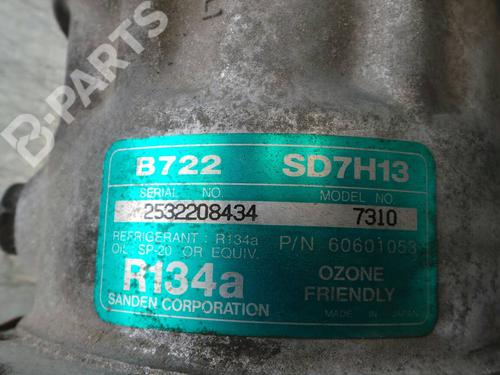 B-PARTS
B722 SD7H13
SERIAL NO. MODEL NO
2532208434 7310
REFRIGERANT : R134a P/N 60601053
OIL SP-20 OR EQUIV.
R134a OZONE
FRIENDLY
SANDEN CORPORATION MADE IN JAPAN